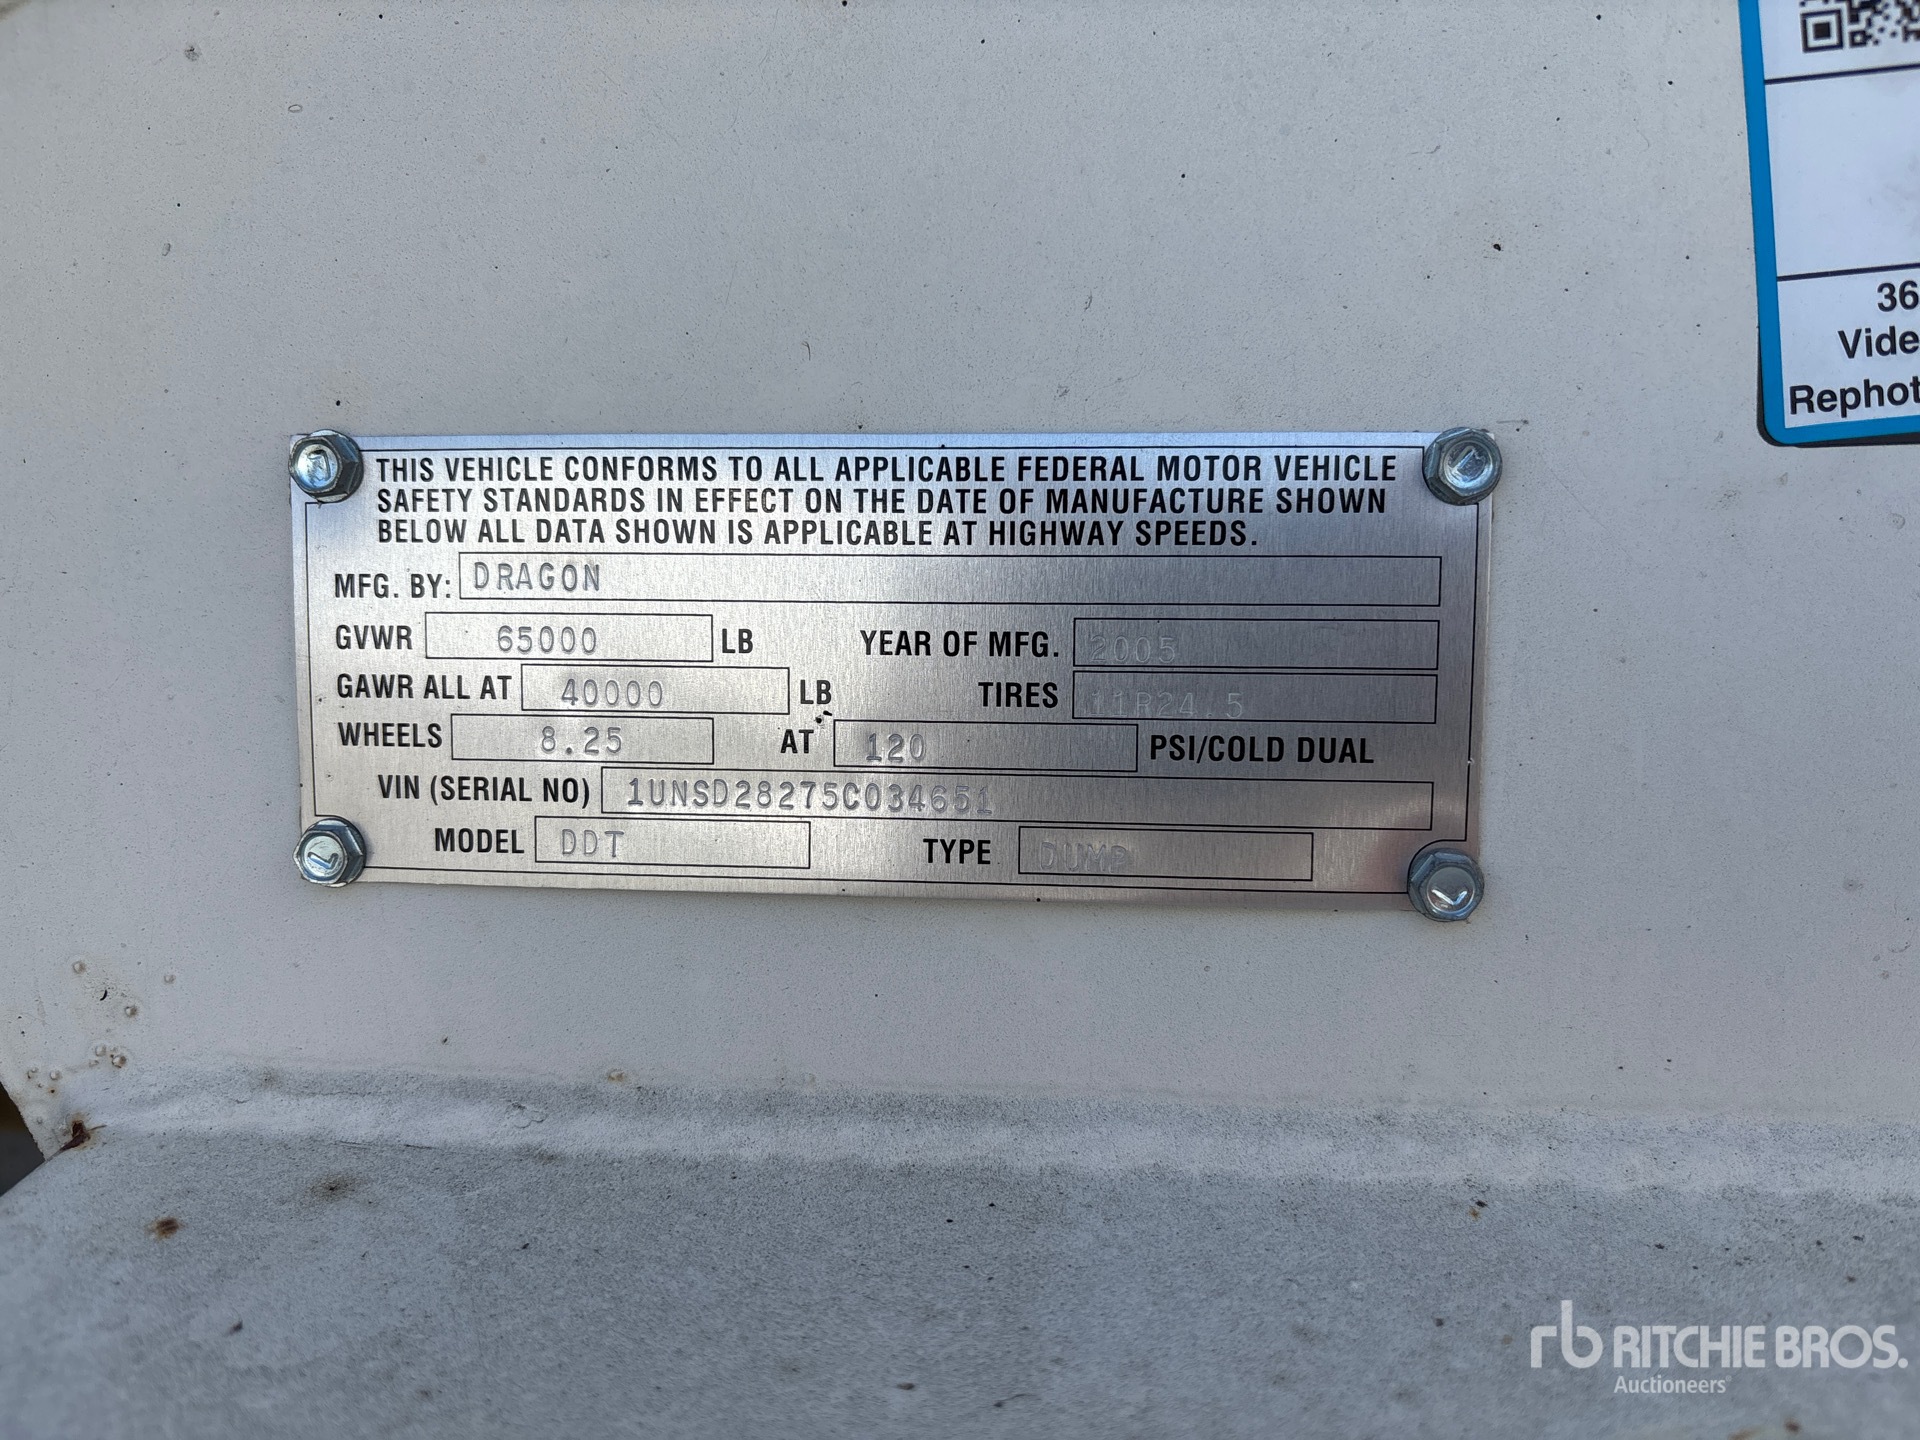 36
Vide
Rephot
THIS VEHICLE CONFORMS TO ALL APPLICABLE FEDERAL MOTOR VEHICLE
SAFETY STANDARDS IN EFFECT ON THE DATE OF MANUFACTURE SHOWN
BELOW ALL DATA SHOWN IS APPLICABLE AT HIGHWAY SPEEDS.
MFG. BY: DRAGON
GVWR 65000 LB YEAR OF MFG. 2005
GAWR ALL AT 40000 LB TIRES 11R24.5
WHEELS 8.25 AT 120 PSI/COLD DUAL
VIN (SERIAL NO) 1UNSD28275C034651
MODEL DDT TYPE DUMP
rb RITCHIE BROS.
Auctioneers